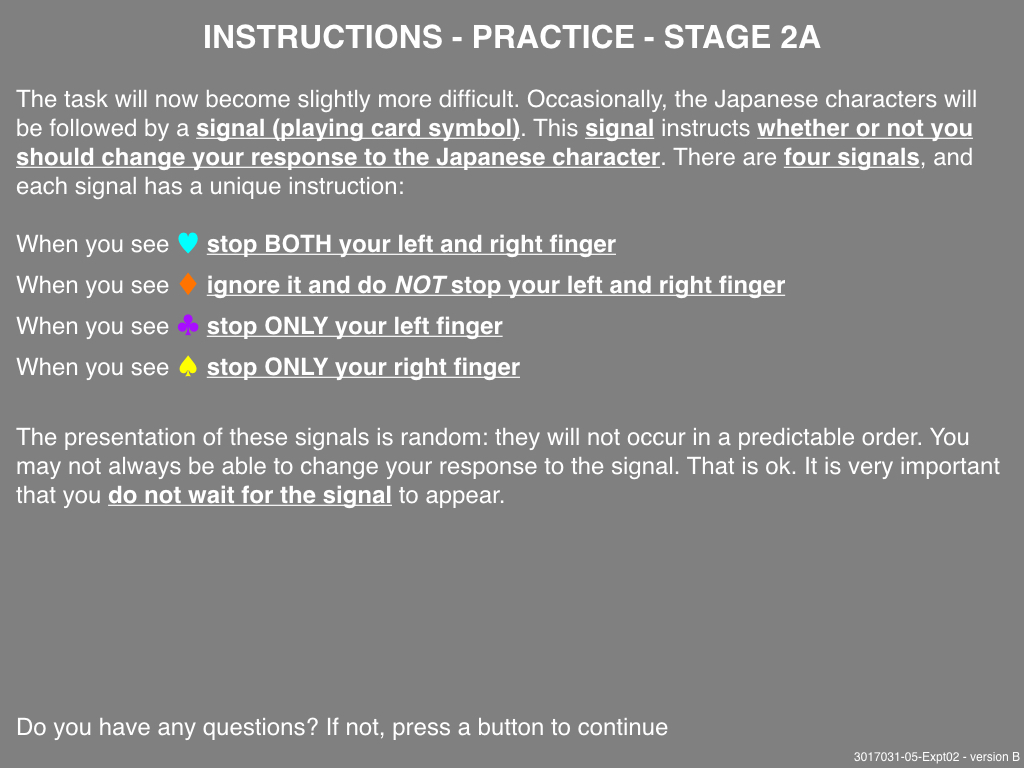 INSTRUCTIONS - PRACTICE - STAGE 2A
The task will now become slightly more difficult. Occasionally, the Japanese characters will
be followed by a signal (playing card symbol). This signal instructs whether or not you
should change your response to the Japanese character. There are four signals, and
each signal has a unique instruction:
When you see ♥ stop BOTH your left and right finger
When you see ♦ ignore it and do NOT stop your left and right finger
When you see ♣ stop ONLY your left finger
When you see ♠ stop ONLY your right finger
The presentation of these signals is random: they will not occur in a predictable order. You
may not always be able to change your response to the signal. That is ok. It is very important
that you do not wait for the signal to appear.
Do you have any questions? If not, press a button to continue
3017031-05-Expt02 - version B